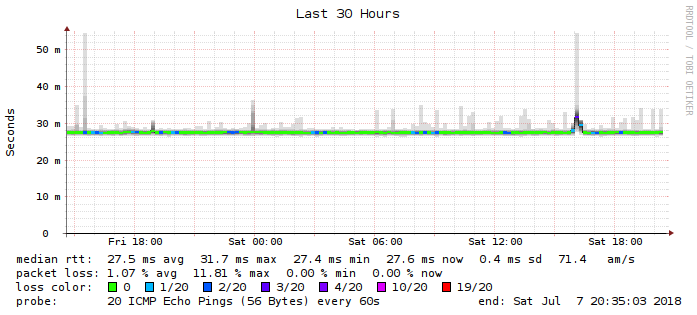 Last 30 Hours
RRDTOOL / TOBI OETIKER
Seconds
50 m
40 m
30 m
20 m
10 m
0
Fri 18:00 Sat 00:00 Sat 06:00 Sat 12:00 Sat 18:00
median rtt: 27.5 ms avg 31.7 ms max 27.4 ms min 27.6 ms now 0.4 ms sd 71.4 am/s
packet loss: 1.07 % avg 11.81 % max 0.00 % min 0.00 % now
loss color: 0 1/20 2/20 3/20 4/20 10/20 19/20
probe: 20 ICMP Echo Pings (56 Bytes) every 60s end: Sat Jul 7 20:35:03 2018